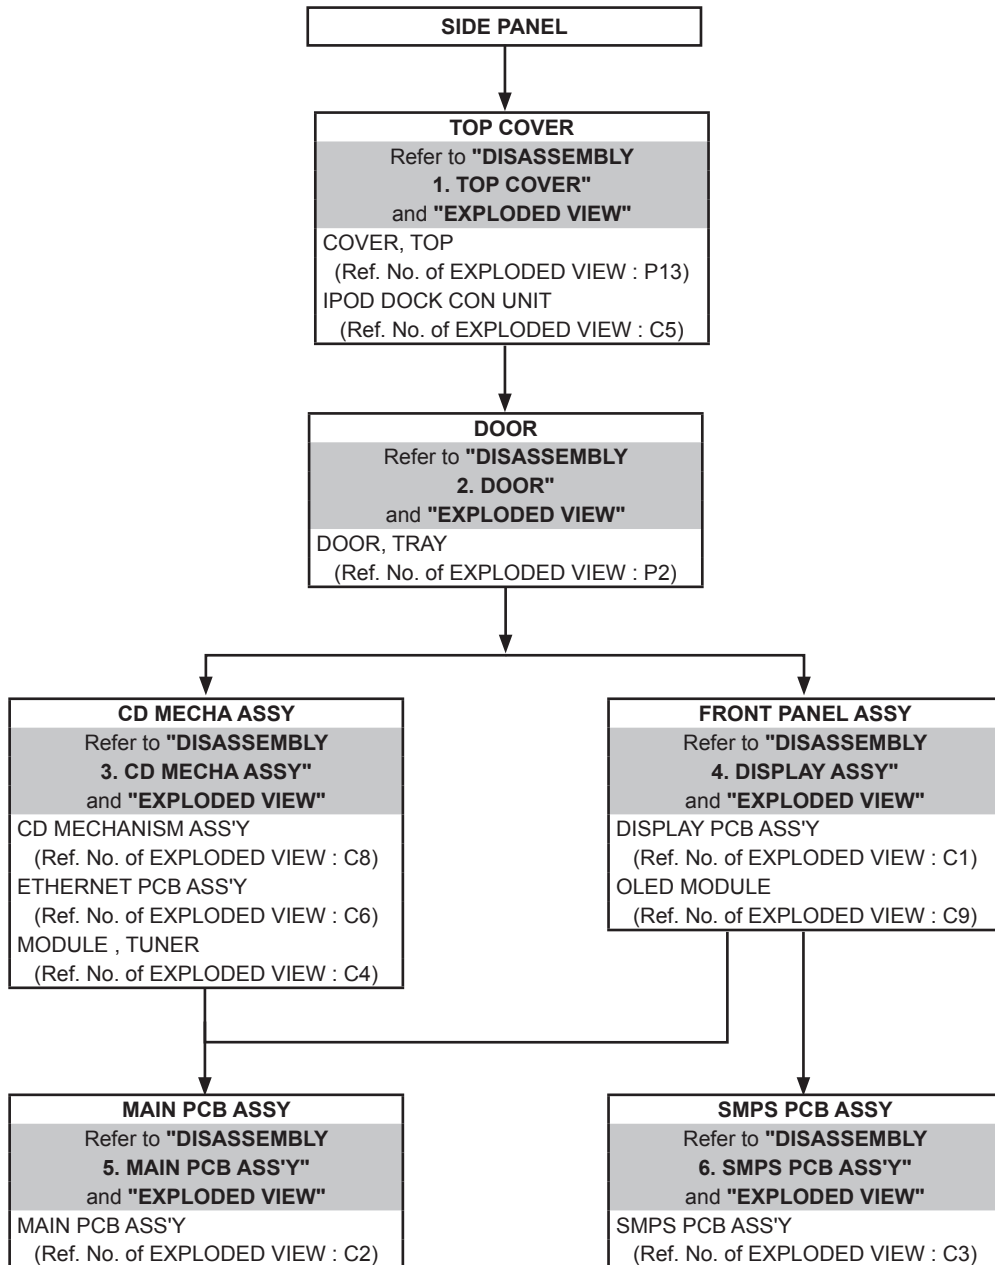 SIDE PANEL
TOP COVER
Refer to "DISASSEMBLY
1. TOP COVER"
and "EXPLODED VIEW"
COVER, TOP
(Ref. No. of EXPLODED VIEW : P13)
IPOD DOCK CON UNIT
(Ref. No. of EXPLODED VIEW : C5)
DOOR
Refer to "DISASSEMBLY
2. DOOR"
and "EXPLODED VIEW"
DOOR, TRAY
(Ref. No. of EXPLODED VIEW : P2)
CD MECHA ASSY
Refer to "DISASSEMBLY
3. CD MECHA ASSY"
and "EXPLODED VIEW"
CD MECHANISM ASS'Y
(Ref. No. of EXPLODED VIEW : C8)
ETHERNET PCB ASS'Y
(Ref. No. of EXPLODED VIEW : C6)
MODULE , TUNER
(Ref. No. of EXPLODED VIEW : C4)
FRONT PANEL ASSY
Refer to "DISASSEMBLY
4. DISPLAY ASSY"
and "EXPLODED VIEW"
DISPLAY PCB ASS'Y
(Ref. No. of EXPLODED VIEW : C1)
OLED MODULE
(Ref. No. of EXPLODED VIEW : C9)
MAIN PCB ASSY
Refer to "DISASSEMBLY
5. MAIN PCB ASS'Y"
and "EXPLODED VIEW"
MAIN PCB ASS'Y
(Ref. No. of EXPLODED VIEW : C2)
SMPS PCB ASSY
Refer to "DISASSEMBLY
6. SMPS PCB ASS'Y"
and "EXPLODED VIEW"
SMPS PCB ASS'Y
(Ref. No. of EXPLODED VIEW : C3)